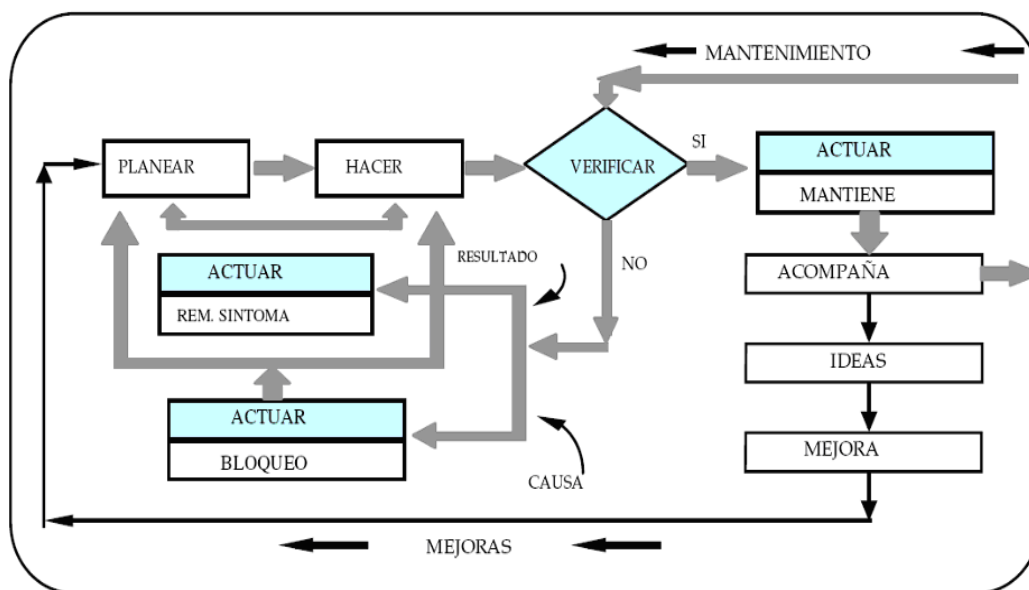 MANTENIMIENTO
PLANEAR
HACER
VERIFICAR
SI
ACTUAR
MANTIENE
NO
RESULTADO
ACTUAR
REM. SINTOMA
ACOMPAÑA
IDEAS
ACTUAR
BLOQUEO
CAUSA
MEJORA
MEJORAS